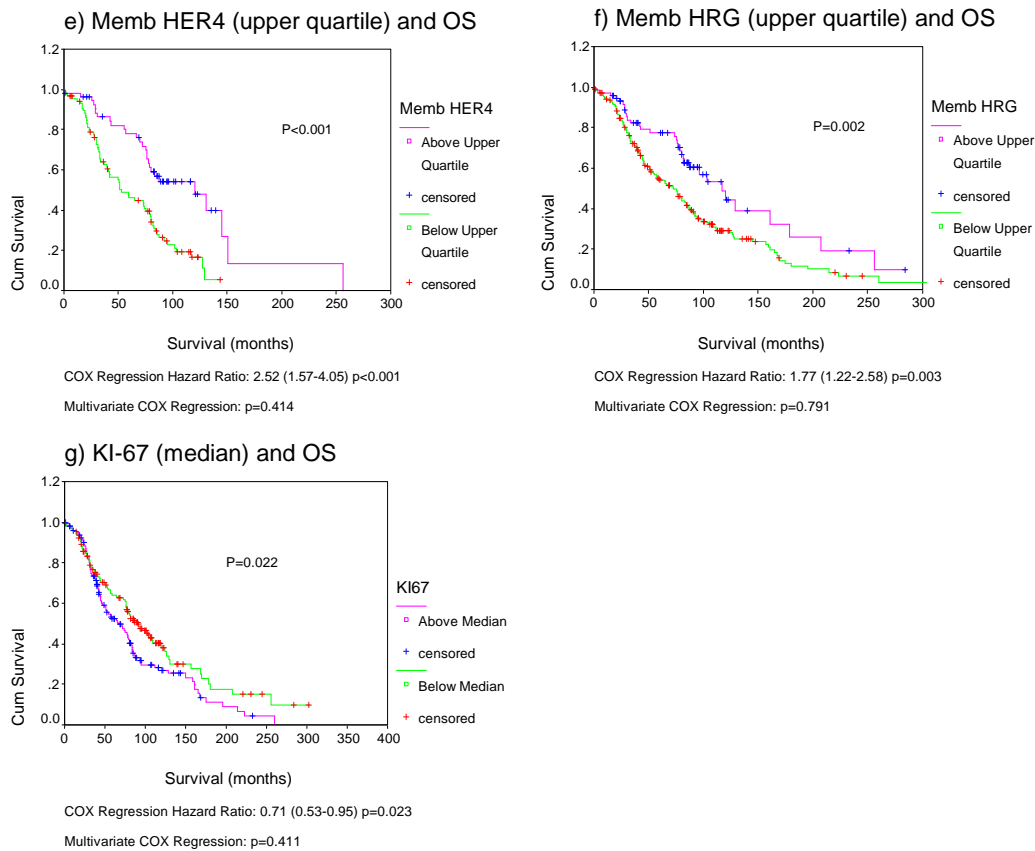 e) Memb HER4 (upper quartile) and OS
Cum Survival
1.2
1.0
.8
.6
.4
.2
0.0
0
50
100
150
200
250
300
P<0.001
Survival (months)
Memb HER4
Above Upper
Quartile
censored
Below Upper
Quartile
censored
COX Regression Hazard Ratio: 2.52 (1.57-4.05) p<0.001
Multivariate COX Regression: p=0.414
f) Memb HRG (upper quartile) and OS
Cum Survival
1.2
1.0
.8
.6
.4
.2
0.0
0
50
100
150
200
250
300
P=0.002
Survival (months)
Memb HRG
Above Upper
Quartile
censored
Below Upper
Quartile
censored
COX Regression Hazard Ratio: 1.77 (1.22-2.58) p=0.003
Multivariate COX Regression: p=0.791
g) KI-67 (median) and OS
Cum Survival
1.2
1.0
.8
.6
.4
.2
0.0
0
50
100
150
200
250
300
350
400
P=0.022
Survival (months)
KI67
Above Median
censored
Below Median
censored
COX Regression Hazard Ratio: 0.71 (0.53-0.95) p=0.023
Multivariate COX Regression: p=0.411